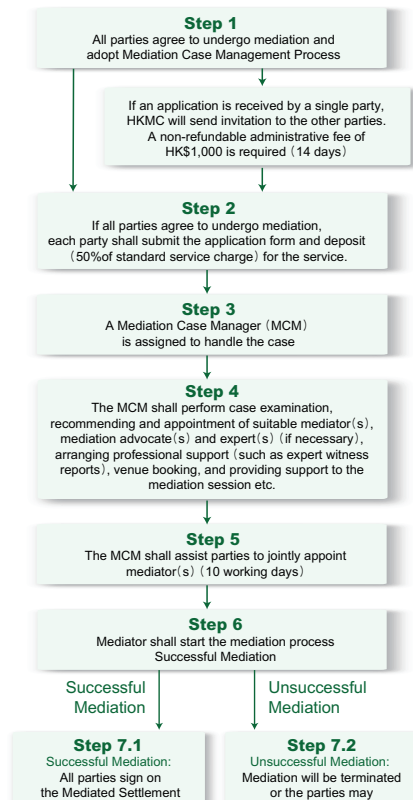 Step 1
All parties agree to undergo mediation and
adopt Mediation Case Management Process
If an application is received by a single party,
HKMC will send invitation to the other parties.
A non-refundable administrative fee of
HK$1,000 is required (14 days)
Step 2
If all parties agree to undergo mediation,
each party shall submit the application form and deposit
(50%of standard service charge) for the service.
Step 3
A Mediation Case Manager (MCM)
is assigned to handle the case
Step 4
The MCM shall perform case examination,
recommending and appointment of suitable mediator(s),
mediation advocate(s) and expert(s) (if necessary),
arranging professional support (such as expert witness
reports), venue booking, and providing support to the
mediation session etc.
Step 5
The MCM shall assist parties to jointly appoint
mediator(s) (10 working days)
Step 6
Mediator shall start the mediation process
Successful Mediation
Successful
Mediation
Unsuccessful
Mediation
Step 7.1
Successful Mediation:
All parties sign on
the Mediated Settlement
Step 7.2
Unsuccessful Mediation:
Mediation will be terminated
or the parties may